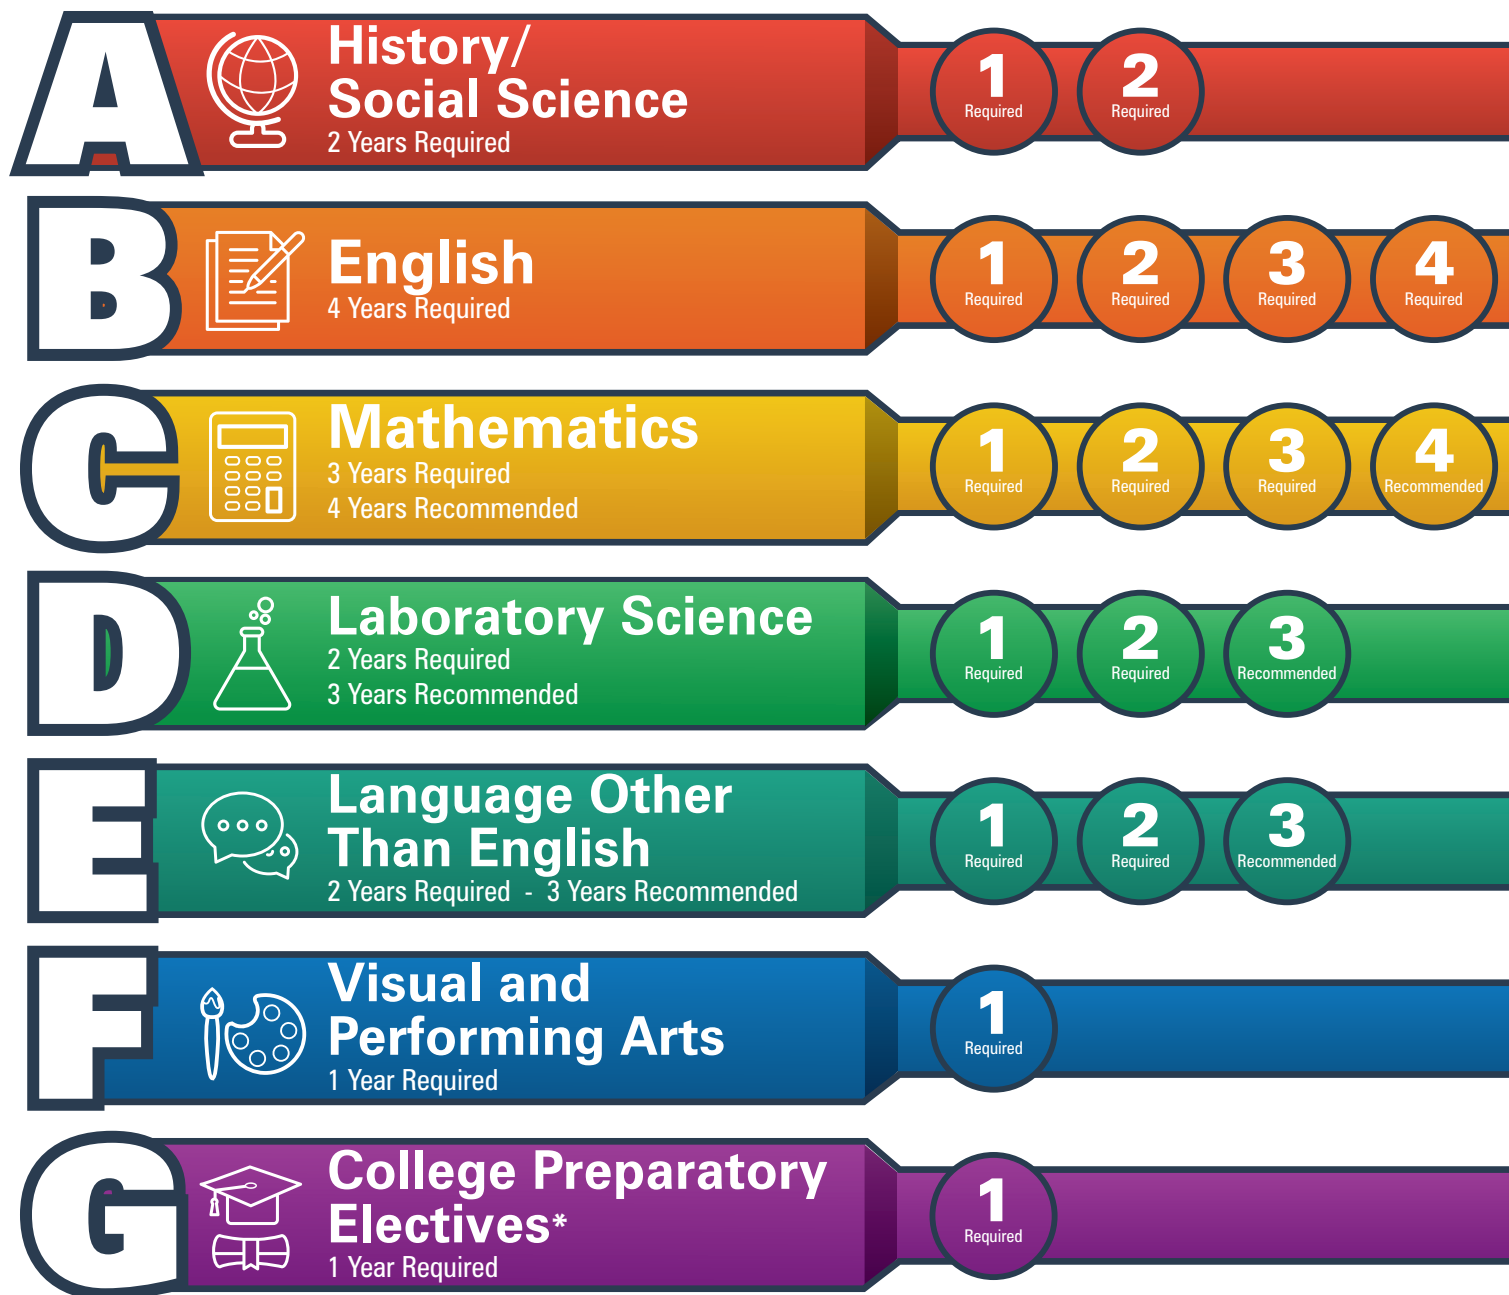 A
History/
Social Science
2 Years Required
1
Required
2
Required
B
English
4 Years Required
1
Required
2
Required
3
Required
4
Required
C
Mathematics
3 Years Required
4 Years Recommended
1
Required
2
Required
3
Required
4
Recommended
D
Laboratory Science
2 Years Required
3 Years Recommended
1
Required
2
Required
3
Recommended
E
Language Other
Than English
2 Years Required - 3 Years Recommended
1
Required
2
Required
3
Recommended
F
Visual and
Performing Arts
1 Year Required
1
Required
G
College Preparatory
Electives*
1 Year Required
1
Required